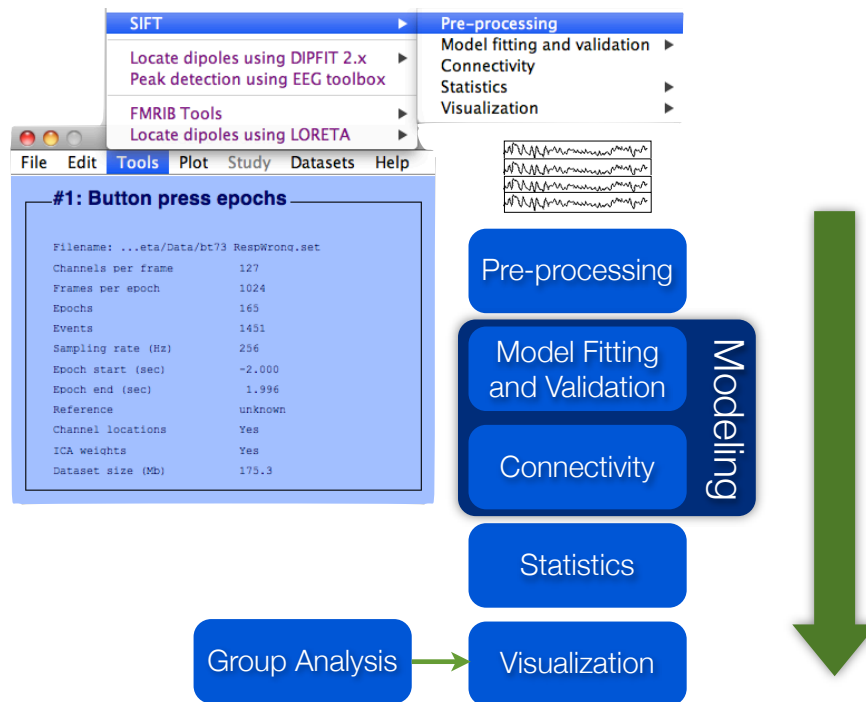 SIFT
Locate dipoles using DIPFIT 2.x
Peak detection using EEG toolbox
FMRIB Tools
Locate dipoles using LORETA
Pre-processing
Model fitting and validation
Connectivity
Statistics
Visualization
File Edit Tools Plot Study Datasets Help
#1: Button press epochs
Filename: ...eta/Data/bt73 RespWrong.set
Channels per frame 127
Frames per epoch 1024
Epochs 165
Events 1451
Sampling rate (Hz) 256
Epoch start (sec) -2.000
Epoch end (sec) 1.996
Reference unknown
Channel locations Yes
ICA weights Yes
Dataset size (Mb) 175.3
Pre-processing
Model Fitting
and Validation
Connectivity
Modeling
Statistics
Group Analysis
Visualization